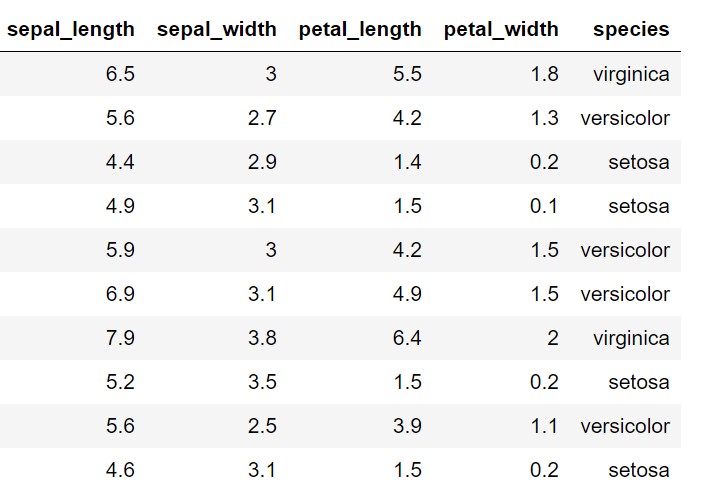 sepal_length sepal_width petal_length petal_width species
6.5 3 5.5 1.8 virginica
5.6 2.7 4.2 1.3 versicolor
4.4 2.9 1.4 0.2 setosa
4.9 3.1 1.5 0.1 setosa
5.9 3 4.2 1.5 versicolor
6.9 3.1 4.9 1.5 versicolor
7.9 3.8 6.4 2 virginica
5.2 3.5 1.5 0.2 setosa
5.6 2.5 3.9 1.1 versicolor
4.6 3.1 1.5 0.2 setosa